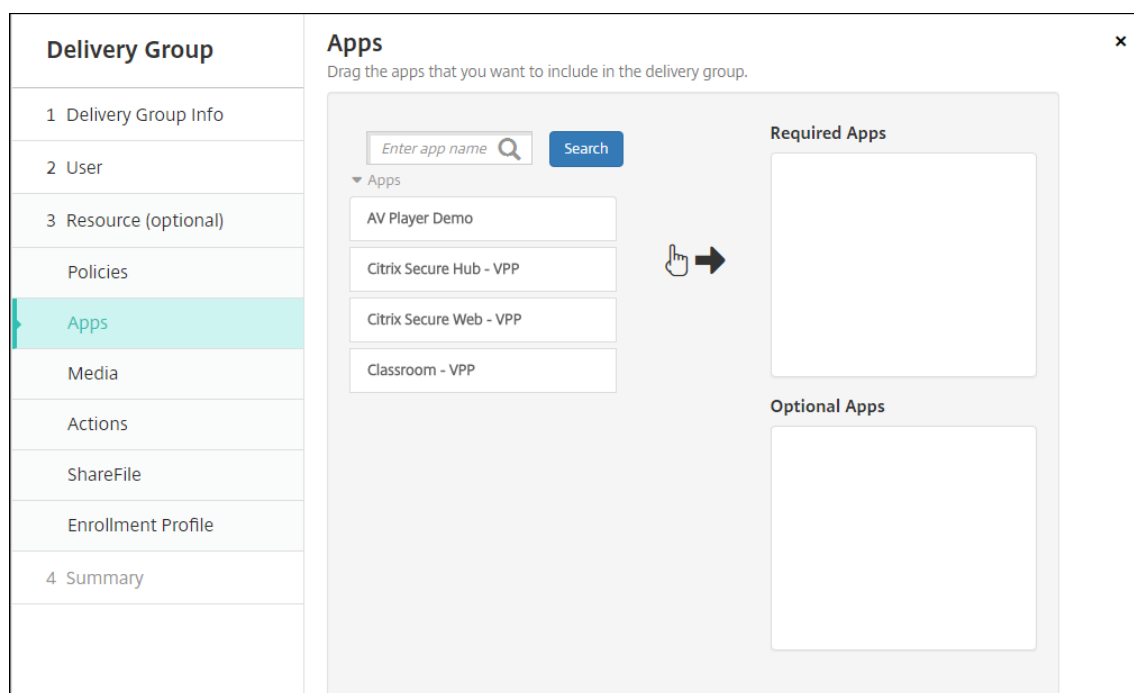 Delivery Group
1 Delivery Group Info
2 User
3 Resource (optional)
Policies
Apps
Media
Actions
ShareFile
Enrollment Profile
4 Summary
Apps
Drag the apps that you want to include in the delivery group.
Enter app name
Search
Apps
AV Player Demo
Citrix Secure Hub - VPP
Citrix Secure Web - VPP
Classroom - VPP
Required Apps
Optional Apps